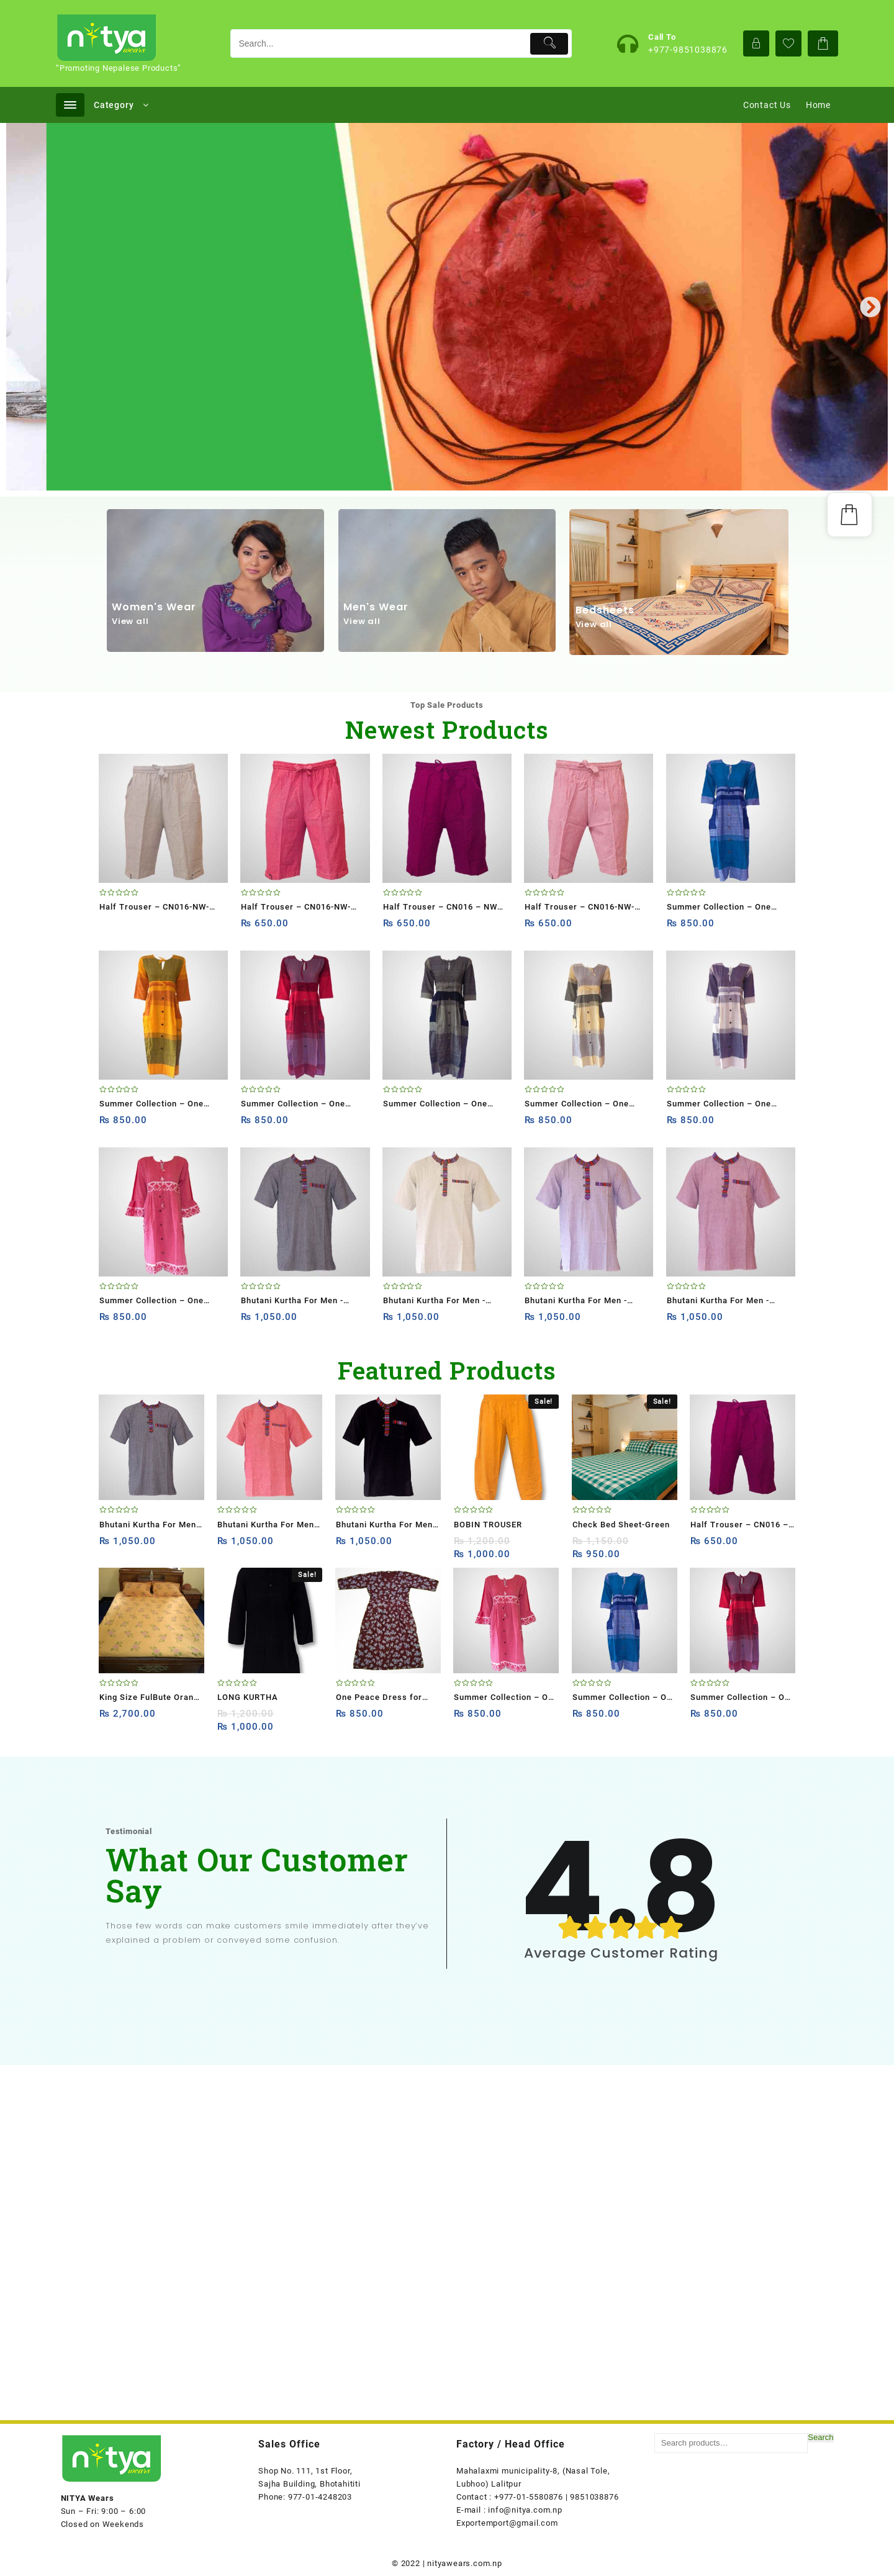 nitya
wears
"Promoting Nepalese Products"
Search...
Call To
+977-9851038876
Category
Contact Us Home
Women's Wear
View all
Men's Wear
View all
Bedsheets
View all
Top Sale Products
Newest Products
Half Trouser – CN016-NW-...
Half Trouser – CN016-NW-...
₨ 650.00
Half Trouser – CN016 – NW...
₨ 650.00
Half Trouser – CN016-NW-...
₨ 650.00
Summer Collection – One...
₨ 850.00
Summer Collection – One...
₨ 850.00
Summer Collection – One...
₨ 850.00
Summer Collection – One...
Summer Collection – One...
₨ 850.00
Summer Collection – One...
₨ 850.00
Summer Collection – One...
₨ 850.00
Bhutani Kurtha For Men -...
₨ 1,050.00
Bhutani Kurtha For Men -...
₨ 1,050.00
Bhutani Kurtha For Men -...
₨ 1,050.00
Bhutani Kurtha For Men -...
₨ 1,050.00
Featured Products
Bhutani Kurtha For Men...
₨ 1,050.00
Bhutani Kurtha For Men...
₨ 1,050.00
Bhutani Kurtha For Men...
₨ 1,050.00
Sale!
BOBIN TROUSER
₨ 1,200.00
₨ 1,000.00
Sale!
Check Bed Sheet-Green
₨ 1,150.00
₨ 950.00
Half Trouser – CN016 –...
₨ 650.00
King Size FulBute Oran...
₨ 2,700.00
Sale!
LONG KURTHA
₨ 1,200.00
₨ 1,000.00
One Peace Dress for...
₨ 850.00
Summer Collection – O...
₨ 850.00
Summer Collection – O...
₨ 850.00
Summer Collection – O...
₨ 850.00
Testimonial
What Our Customer
Say
Those few words can make customers smile immediately after they've
explained a problem or conveyed some confusion.
4.8
Average Customer Rating
nitya
wears
NITYA Wears
Sun – Fri: 9:00 – 6:00
Closed on Weekends
Sales Office
Shop No. 111, 1st Floor,
Sajha Building, Bhotahititi
Phone: 977-01-4248203
Factory / Head Office
Mahalaxmi municipality-8, (Nasal Tole,
Lubhoo) Lalitpur
Contact : +977-01-5580876 | 9851038876
E-mail : info@nitya.com.np
Exportemport@gmail.com
Search products…
Search
© 2022 | nityawears.com.np